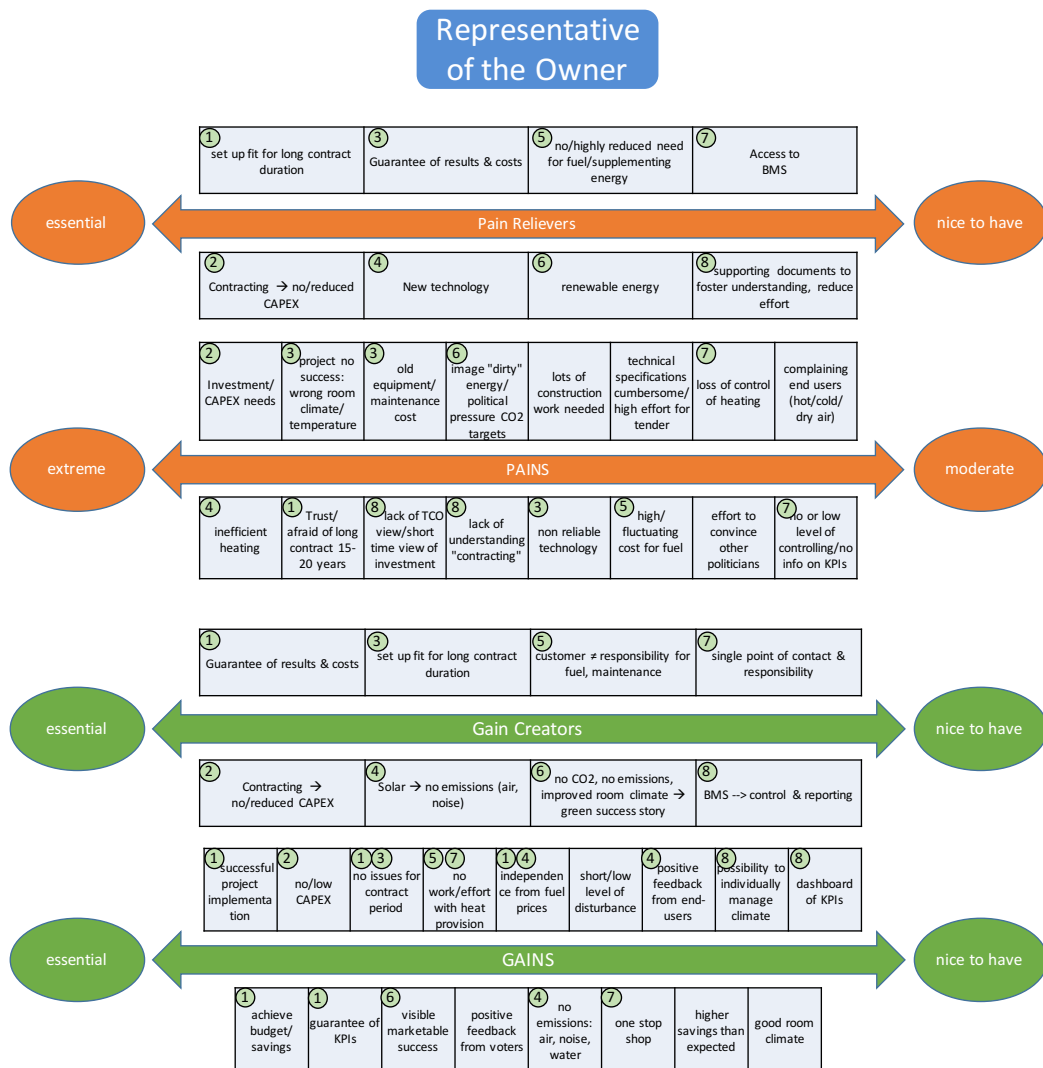 Representative
of the Owner
1
set up fit for long contract
duration
3
Guarantee of results & costs
5
no/highly reduced need
for fuel/supplementing
energy
7
Access to
BMS
essential
Pain Relievers
nice to have
2
Contracting → no/reduced
CAPEX
4
New technology
6
renewable energy
8
supporting documents to
foster understanding, reduce
effort
2
Investment/
CAPEX needs
3
project no
success:
wrong room
climate/
temperature
3
old
equipment/
maintenance
cost
6
image "dirty"
energy/
political
pressure CO2
targets
lots of
construction
work needed
technical
specifications
cumbersome/
high effort for
tender
7
loss of control
of heating
complaining
end users
(hot/cold/
dry air)
extreme
PAINS
moderate
4
inefficient
heating
1
Trust/
afraid of long
contract 15-
20 years
8
lack of TCO
view/short
time view of
investment
8
lack of
understanding
"contracting"
3
non reliable
technology
5
high/
fluctuating
cost for fuel
effort to
convince
other
politicians
7
no or low
level of
controlling/no
info on KPIs
1
Guarantee of results & costs
3
set up fit for long contract
duration
5
customer ≠ responsibility for
fuel, maintenance
7
single point of contact &
responsibility
essential
Gain Creators
nice to have
2
Contracting →
no/reduced CAPEX
4
Solar → no emissions (air,
noise)
6
no CO2, no emissions,
improved room climate →
green success story
8
BMS --> control & reporting
1
successful
project
implementa
tion
2
no/low
CAPEX
1 3
no issues for
contract
period
5 7
no
work/effort
with heat
provision
1 4
independen
ce from fuel
prices
short/low
level of
disturbance
4
positive
feedback
from end-
users
8
possibility to
individually
manage
climate
8
dashboard
of KPIs
essential
GAINS
nice to have
1
achieve
budget/
savings
1
guarantee of
KPIs
6
visible
marketable
success
positive
feedback
from voters
4
no
emissions:
air, noise,
water
7
one stop
shop
higher
savings than
expected
good room
climate